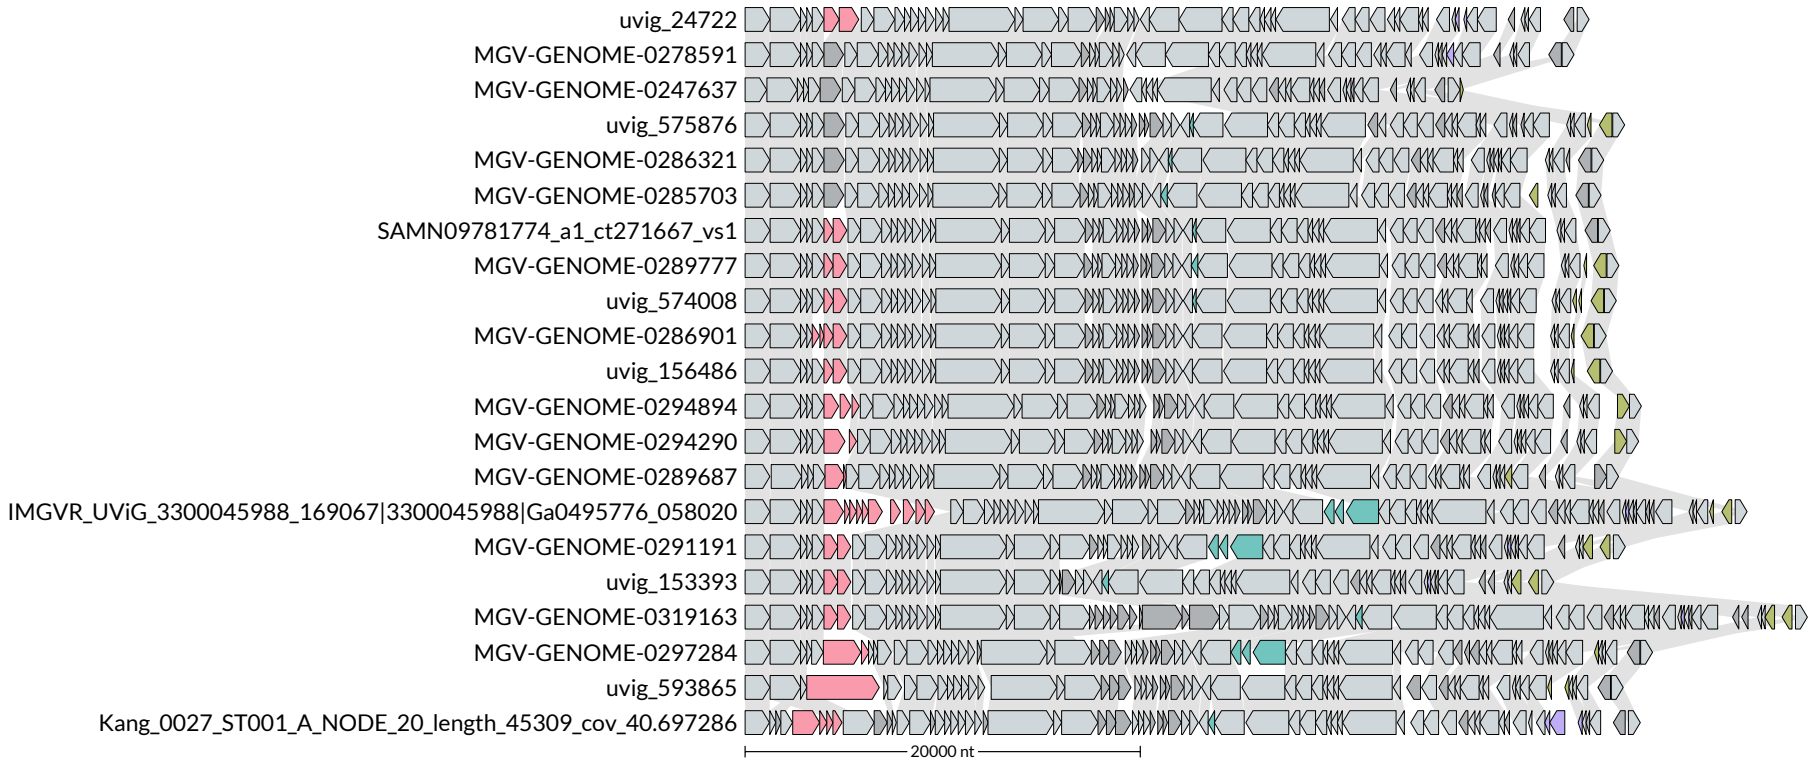 uvig_24722
MGV-GENOME-0278591
MGV-GENOME-0247637
uvig_575876
MGV-GENOME-0286321
MGV-GENOME-0285703
SAMN09781774_a1_ct271667_vs1
MGV-GENOME-0289777
uvig_574008
MGV-GENOME-0286901
uvig_156486
MGV-GENOME-0294894
MGV-GENOME-0294290
MGV-GENOME-0289687
IMGVR_UViG_3300045988_169067|3300045988|Ga0495776_058020
MGV-GENOME-0291191
uvig_153393
MGV-GENOME-0319163
MGV-GENOME-0297284
uvig_593865
Kang_0027_ST001_A_NODE_20_length_45309_cov_40.697286
20000 nt